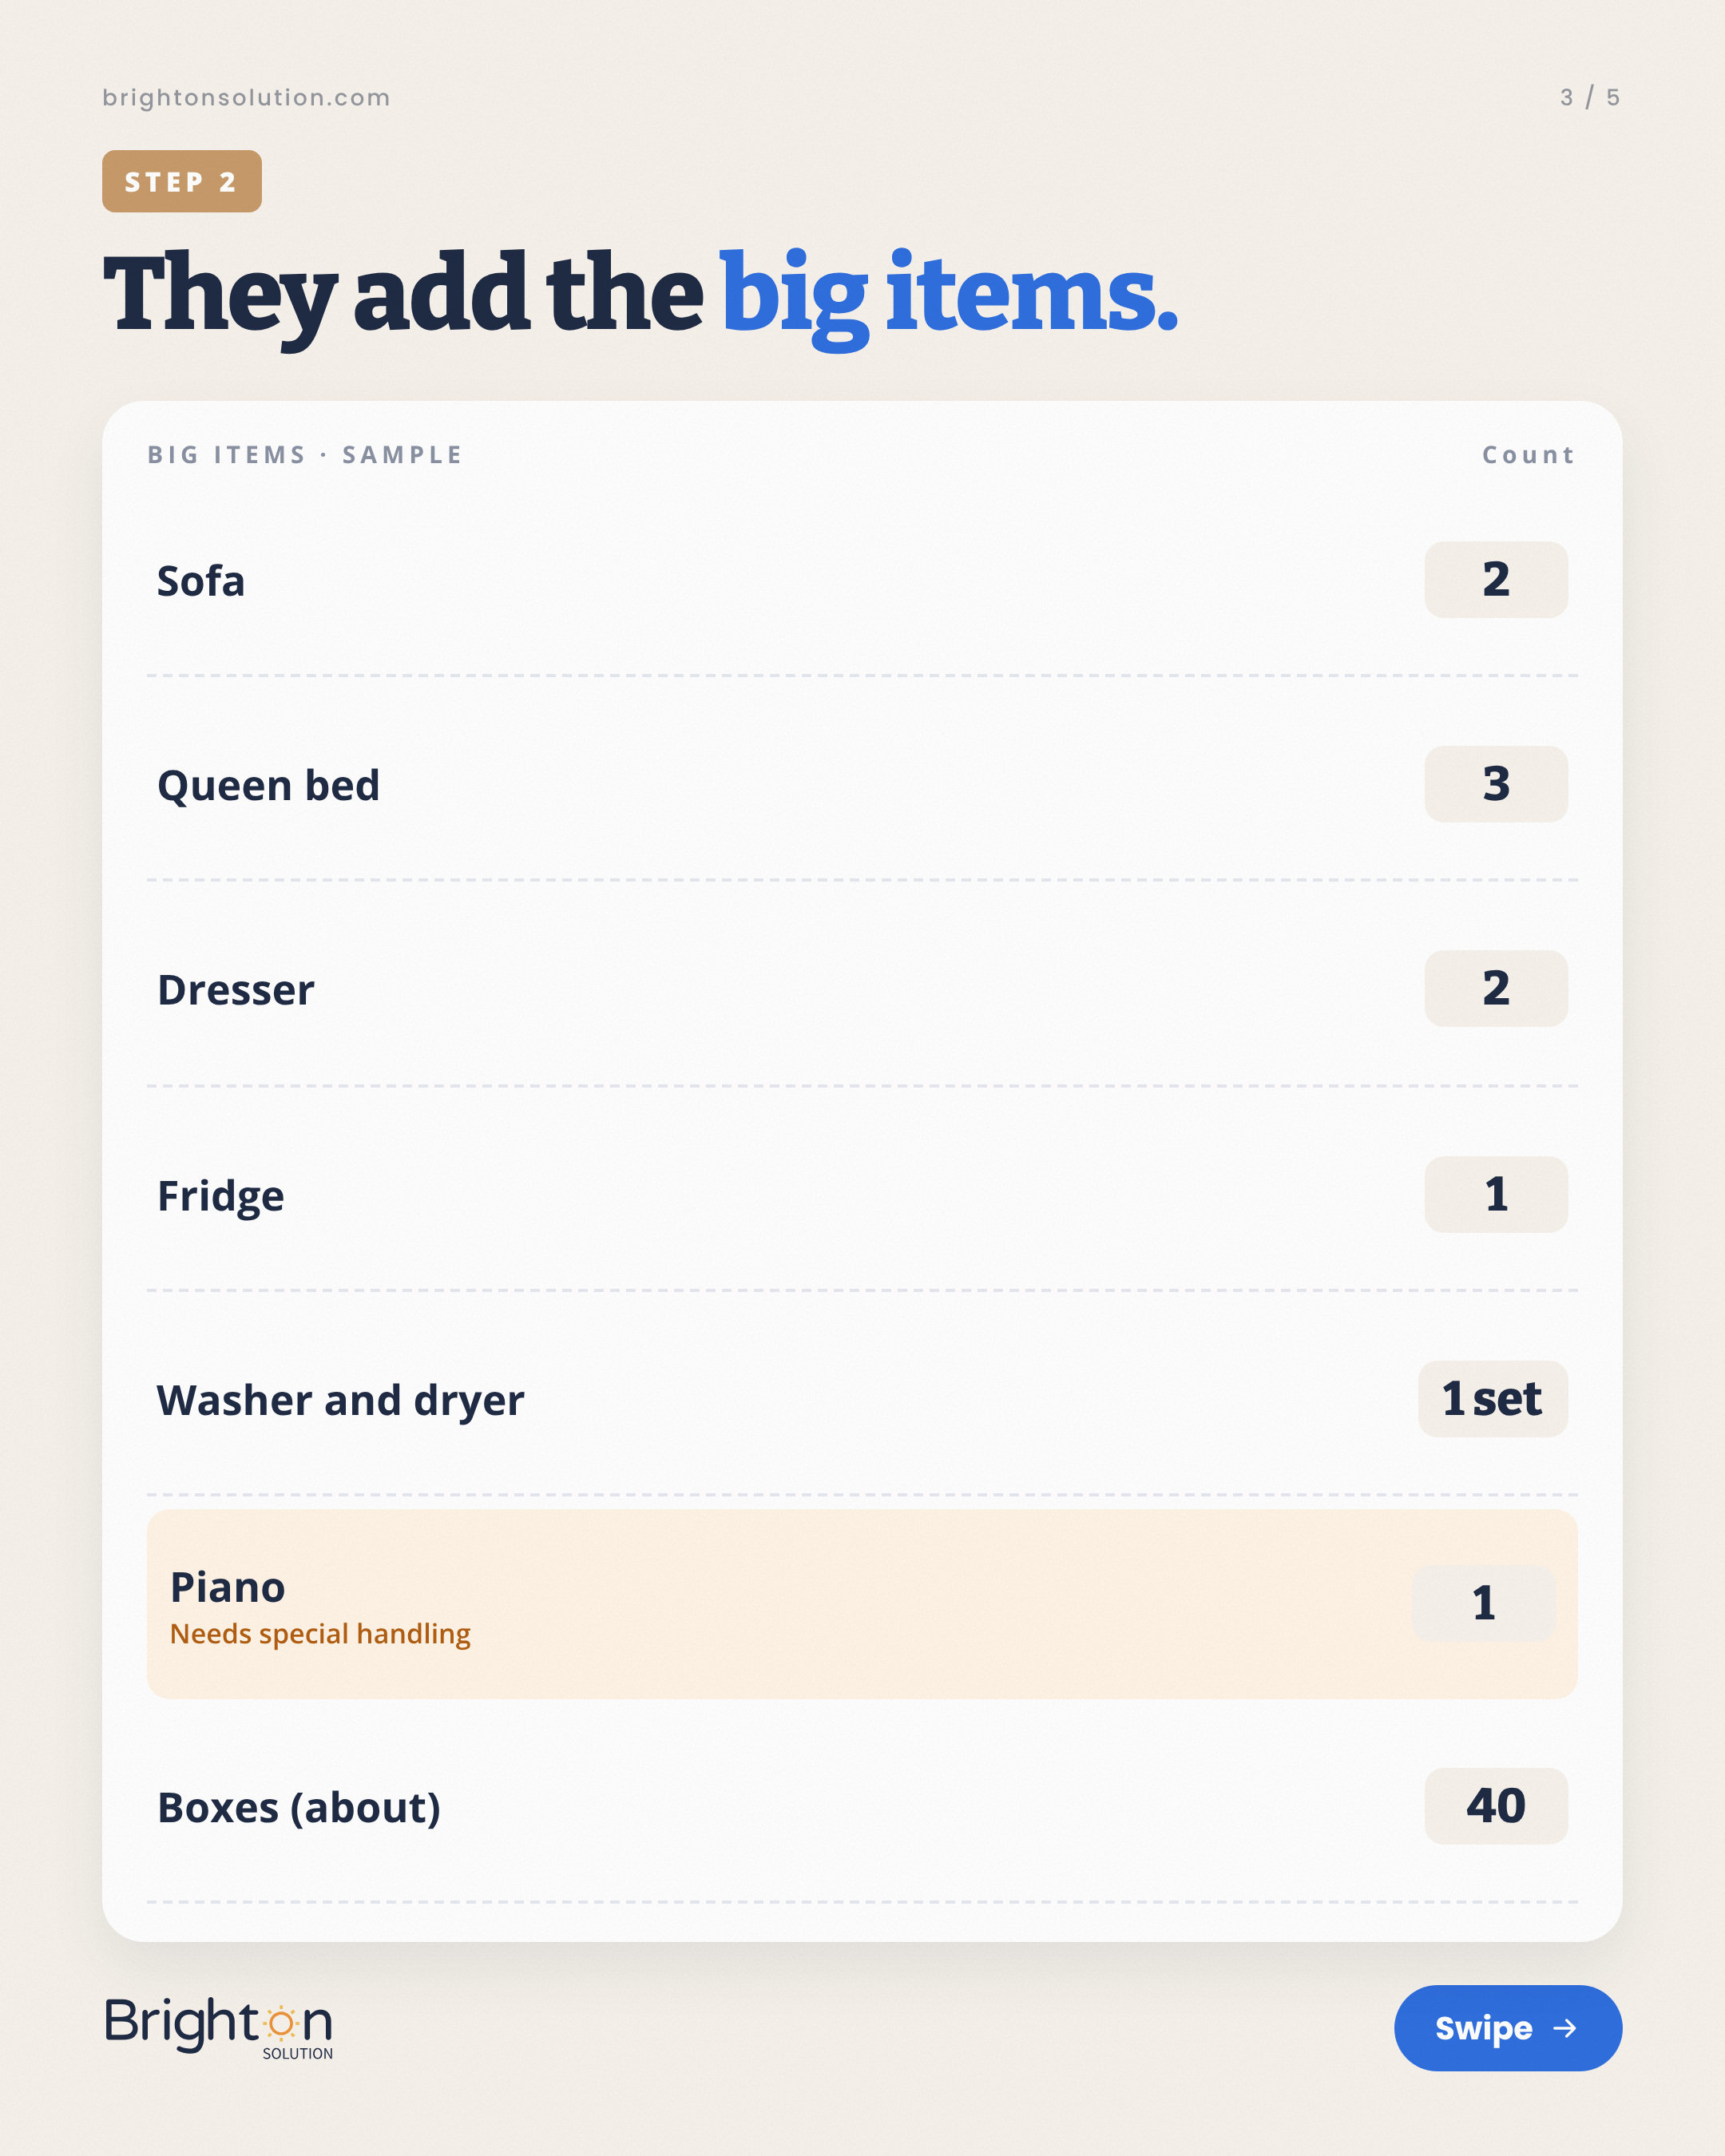 brightonsolution.com
3 / 5
STEP 2
They add the big items.
BIG ITEMS · SAMPLE
Count
Sofa
2
Queen bed
3
Dresser
2
Fridge
1
Washer and dryer
1 set
Piano
Needs special handling
1
Boxes (about)
40
Brighton
SOLUTION
Swipe →